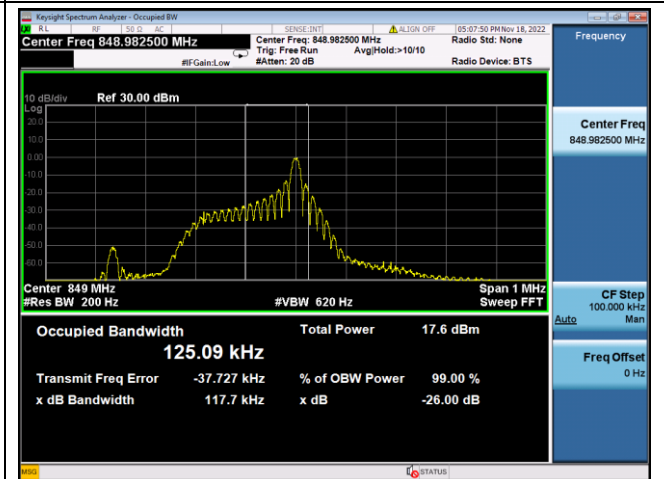 Keysight Spectrum Analyzer - Occupied BW
RL RF 50 Ω AC SENSE:INT ALIGN OFF 05:07:50 PM Nov 18, 2022
Center Freq 848.982500 MHz
Center Freq: 848.982500 MHz Radio Std: None
Trig: Free Run Avg|Hold:>10/10
#IFGain:Low #Atten: 20 dB Radio Device: BTS
Frequency
10 dB/div Ref 30.00 dBm
Log
20.0
10.0
0.00
-10.0
-20.0
-30.0
-40.0
-50.0
-60.0
Center 849 MHz Span 1 MHz
#Res BW 200 Hz #VBW 620 Hz Sweep FFT
Occupied Bandwidth Total Power 17.6 dBm
125.09 kHz
Transmit Freq Error -37.727 kHz % of OBW Power 99.00 %
x dB Bandwidth 117.7 kHz x dB -26.00 dB
Center Freq
848.982500 MHz
CF Step
100.000 kHz
Auto Man
Freq Offset
0 Hz
MSG STATUS